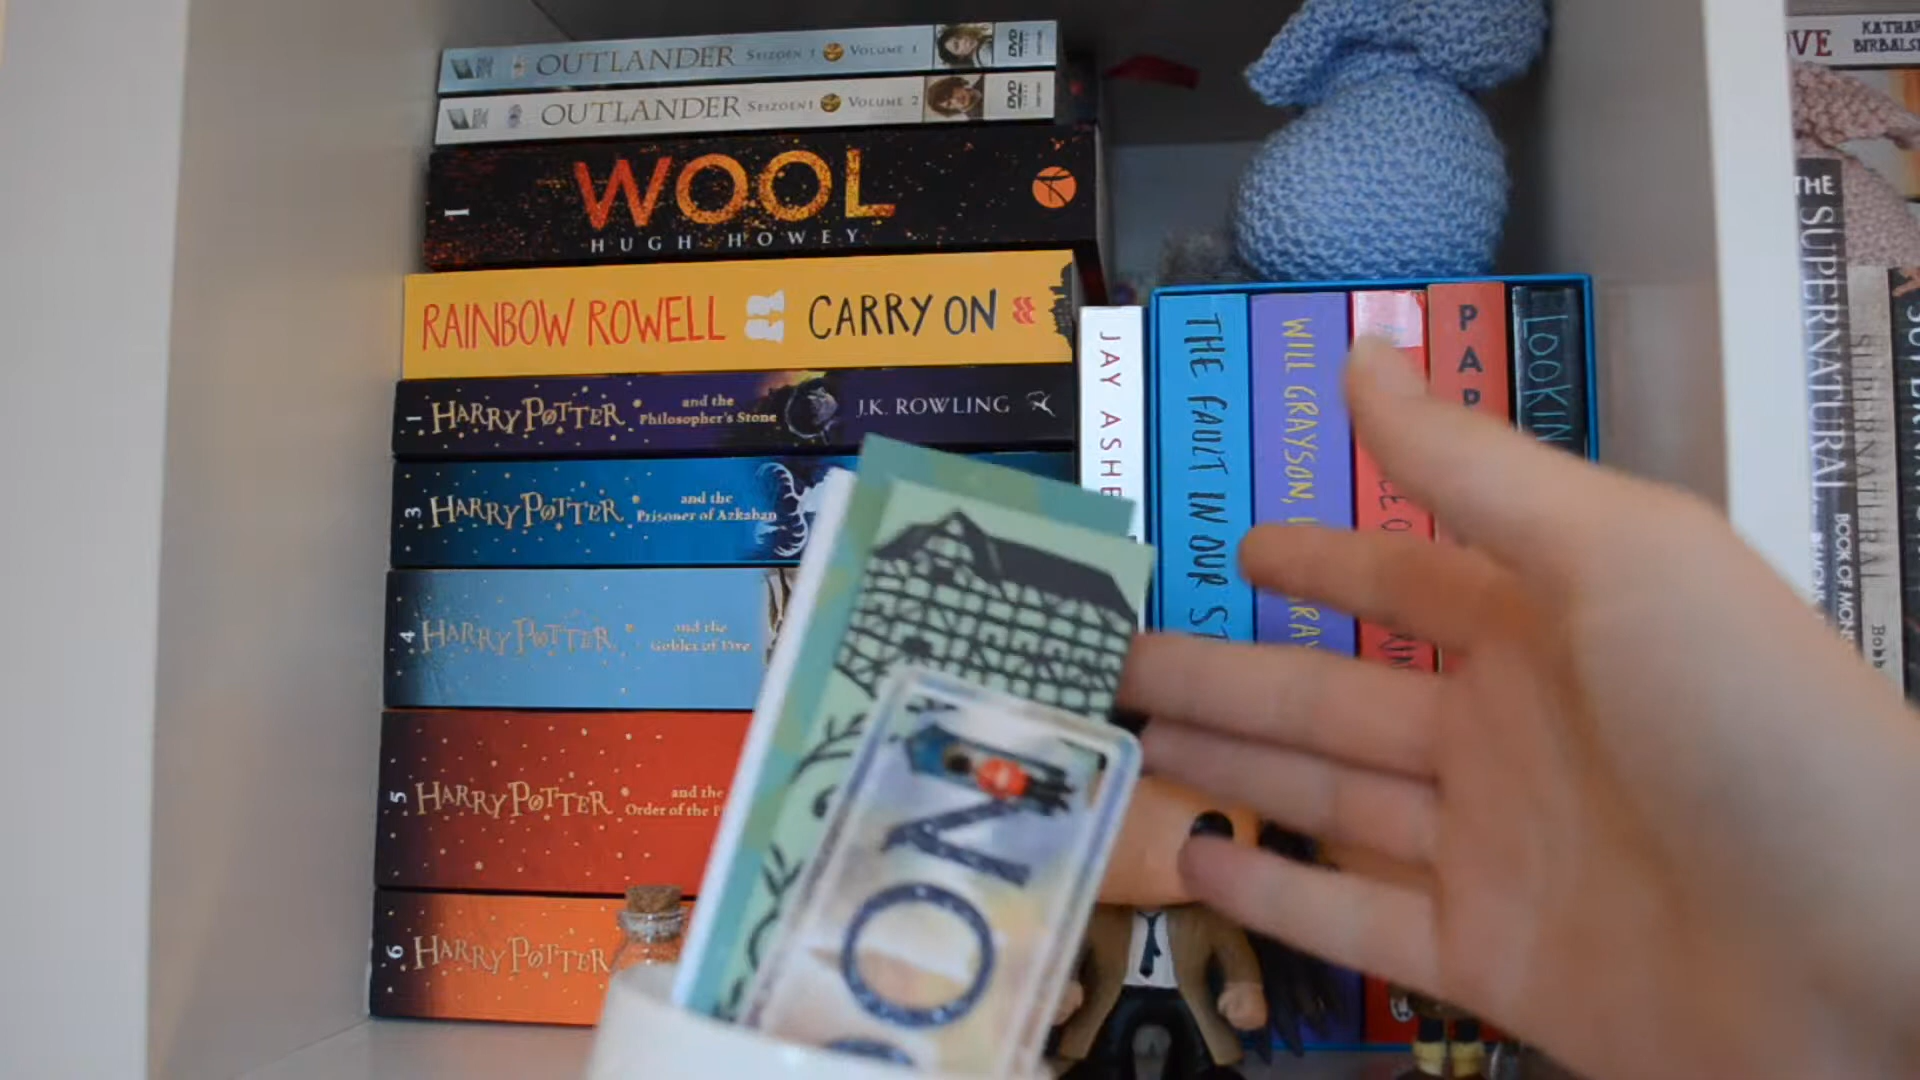 OUTLANDER SEIZOEN 1 VOLUME 1 DVD
OUTLANDER SEIZOEN 1 VOLUME 2 DVD
1 WOOL
HUGH HOWEY
RAINBOW ROWELL CARRY ON
1 HARRY POTTER and the Philosopher's Stone J.K. ROWLING
3 HARRY POTTER and the Prisoner of Azkaban
4 HARRY POTTER and the Goblet of Fire
5 HARRY POTTER and the Order of the
6 HARRY POTTER
JAY ASHE
THE FAULT IN OUR ST
WILL GRAYSON,
PAP
LOOKIN
VE
KATHAR
BIRBALS
THE SUPERNATURAL
BOOK OF MON
SUPERNATURAL
Bobb